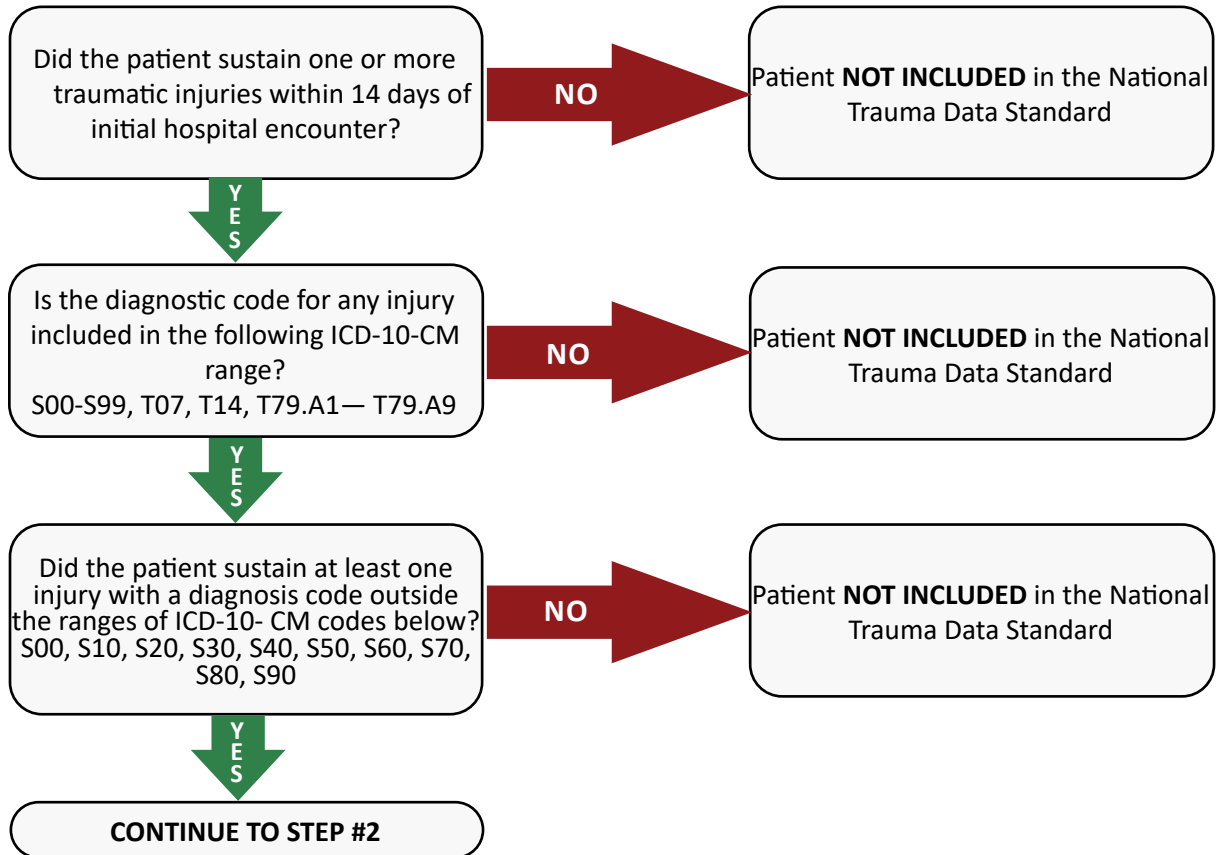 Did the patient sustain one or more
traumatic injuries within 14 days of
initial hospital encounter?
NO
Patient NOT INCLUDED in the National
Trauma Data Standard
YES
Is the diagnostic code for any injury
included in the following ICD-10-CM
range?
S00-S99, T07, T14, T79.A1— T79.A9
NO
Patient NOT INCLUDED in the National
Trauma Data Standard
YES
Did the patient sustain at least one
injury with a diagnosis code outside
the ranges of ICD-10- CM codes below?
S00, S10, S20, S30, S40, S50, S60, S70,
S80, S90
NO
Patient NOT INCLUDED in the National
Trauma Data Standard
YES
CONTINUE TO STEP #2